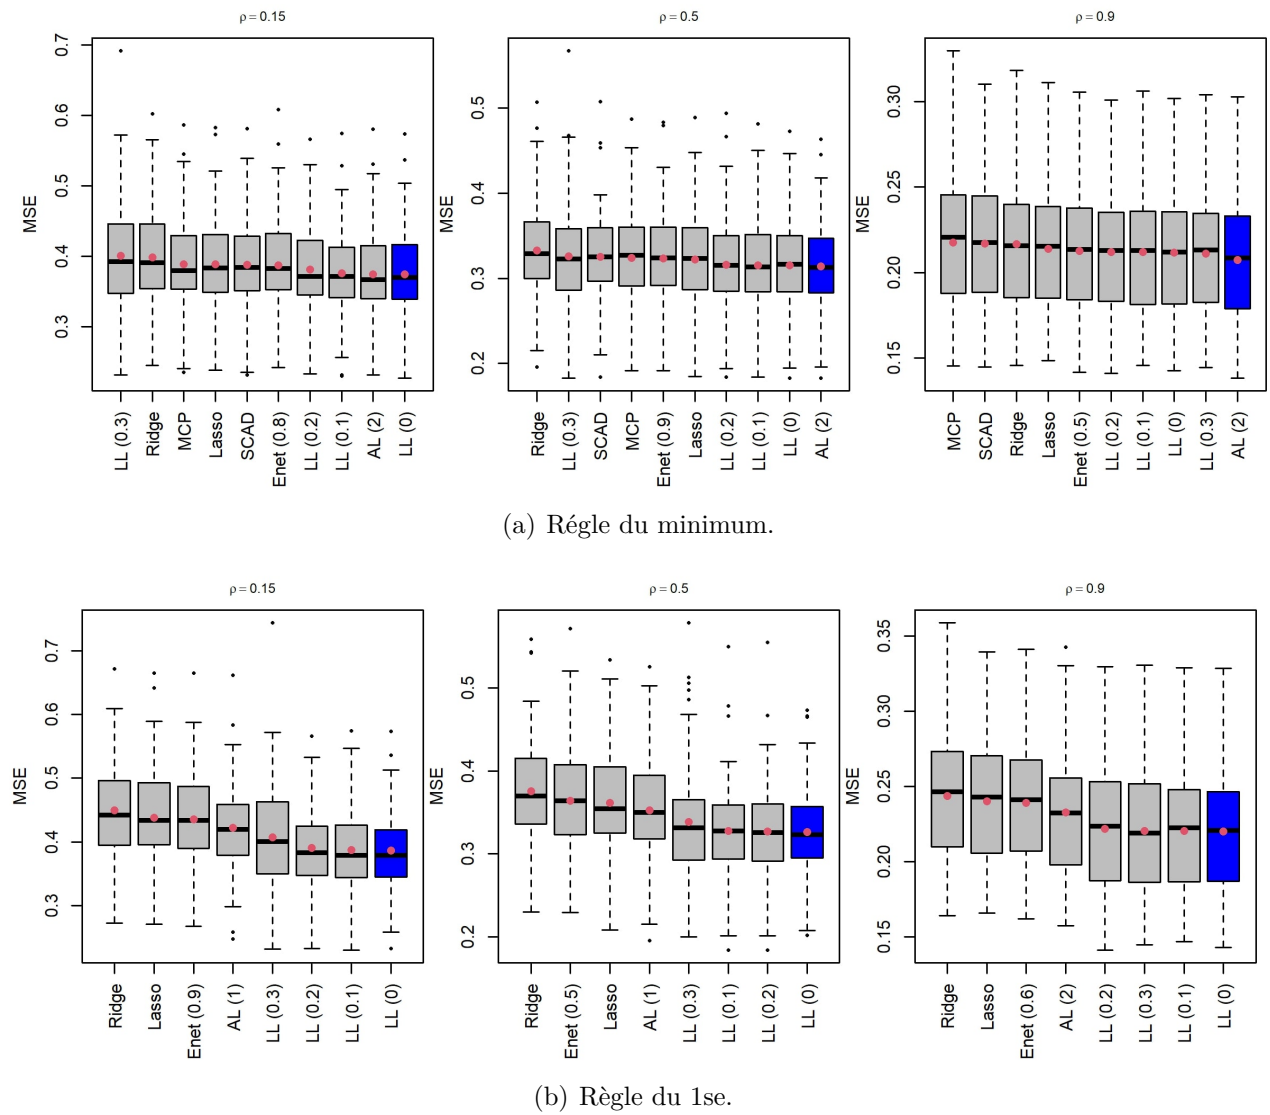 ρ = 0.15
ρ = 0.5
ρ = 0.9
MSE
0.3
0.4
0.5
0.6
0.7
LL (0.3)
Ridge
MCP
Lasso
SCAD
Enet (0.8)
LL (0.2)
LL (0.1)
AL (2)
LL (0)
MSE
0.2
0.3
0.4
0.5
Ridge
LL (0.3)
SCAD
MCP
Enet (0.9)
Lasso
LL (0.2)
LL (0.1)
LL (0)
AL (2)
MSE
0.15
0.20
0.25
0.30
MCP
SCAD
Ridge
Lasso
Enet (0.5)
LL (0.2)
LL (0.1)
LL (0)
LL (0.3)
AL (2)
(a) Régle du minimum.
ρ = 0.15
ρ = 0.5
ρ = 0.9
MSE
0.3
0.4
0.5
0.6
0.7
Ridge
Lasso
Enet (0.9)
AL (1)
LL (0.3)
LL (0.2)
LL (0.1)
LL (0)
MSE
0.2
0.3
0.4
0.5
Ridge
Enet (0.5)
Lasso
AL (1)
LL (0.3)
LL (0.1)
LL (0.2)
LL (0)
MSE
0.15
0.20
0.25
0.30
0.35
Ridge
Lasso
Enet (0.6)
AL (2)
LL (0.2)
LL (0.3)
LL (0.1)
LL (0)
(b) Règle du 1se.